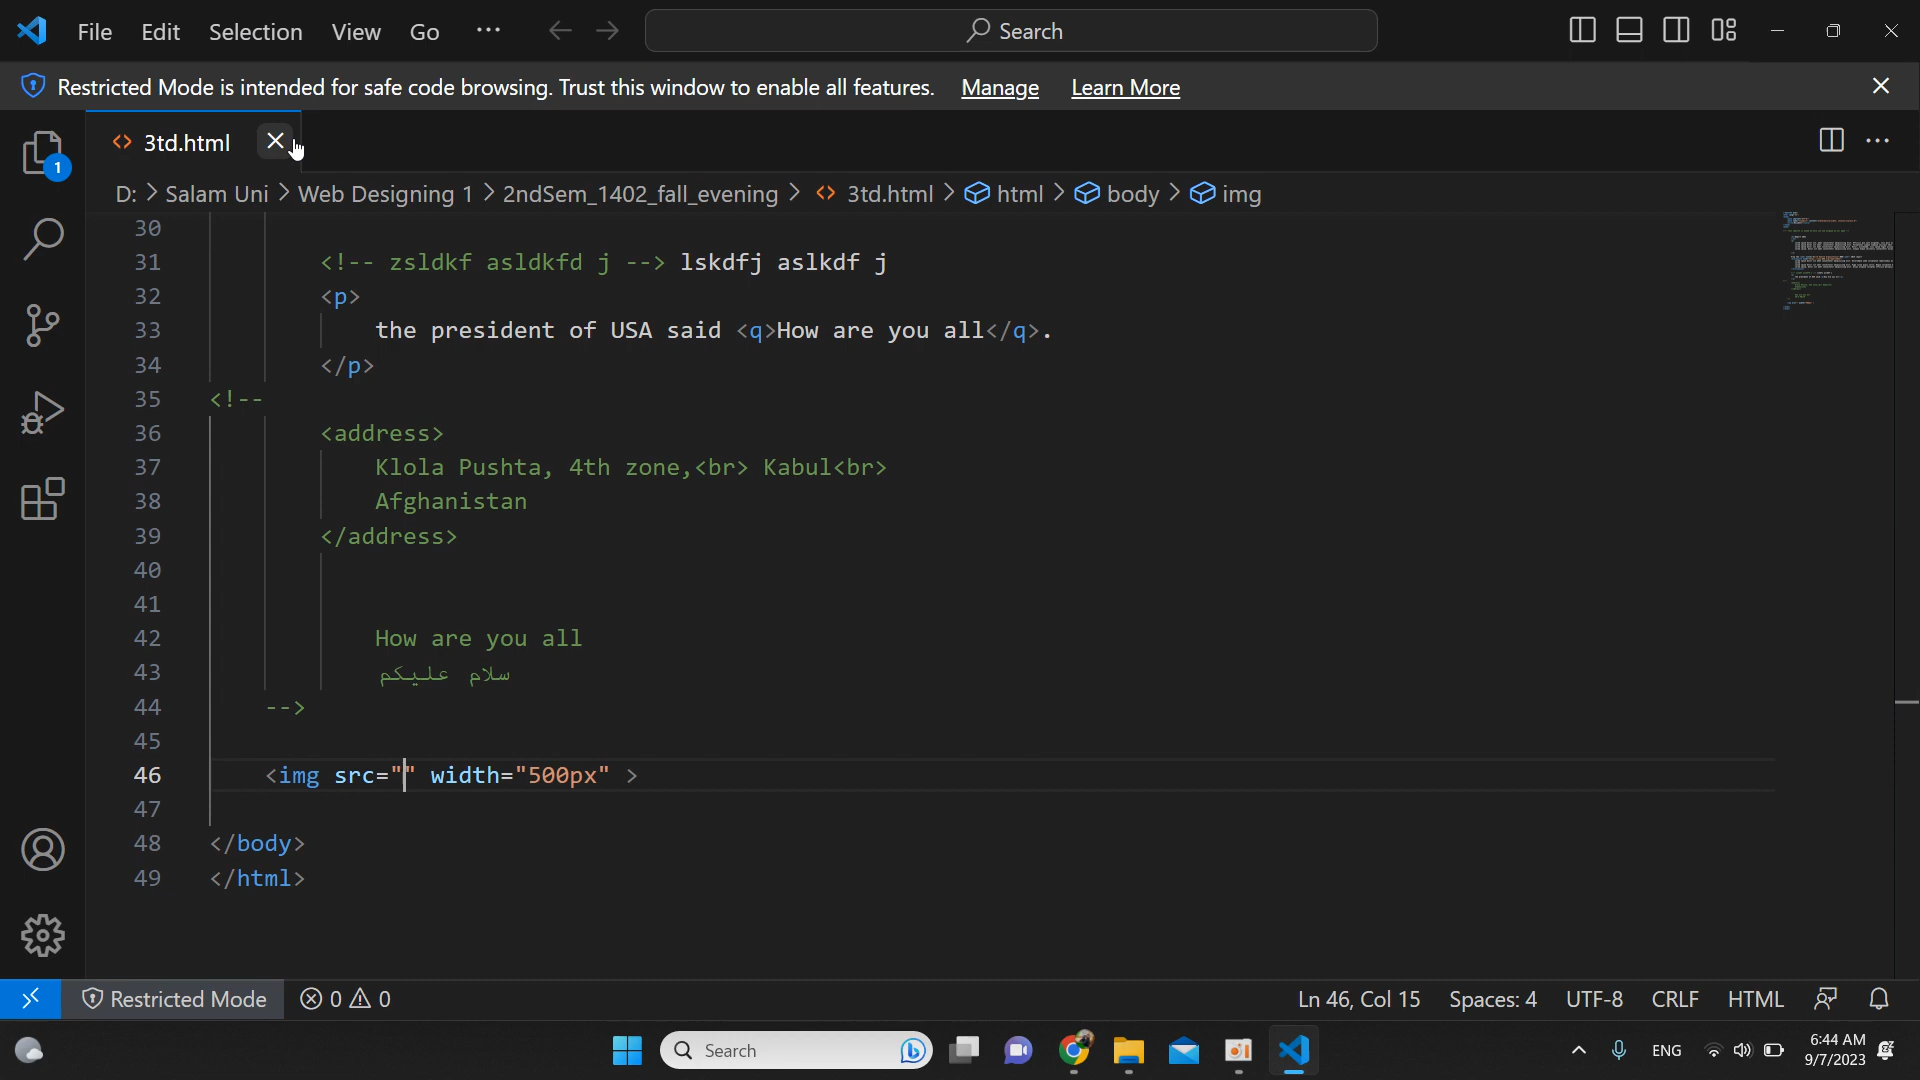 File Edit Selection View Go ··· Search
Restricted Mode is intended for safe code browsing. Trust this window to enable all features. Manage Learn More
1
3td.html
D: > Salam Uni > Web Designing 1 > 2ndSem_1402_fall_evening > 3td.html > html > body > img
30
31 <!-- zsldkf asldkfd j --> lskdfj aslkdf j
32 <p>
33 the president of USA said <q>How are you all</q>.
34 </p>
35 <!--
36 <address>
37 Klola Pushta, 4th zone,<br> Kabul<br>
38 Afghanistan
39 </address>
40
41
42 How are you all
43 سلام عليكم
44 -->
45
46 <img src="" width="500px" >
47
48 </body>
49 </html>
Restricted Mode 0 0 Ln 46, Col 15 Spaces: 4 UTF-8 CRLF HTML
Search ENG 6:44 AM
9/7/2023